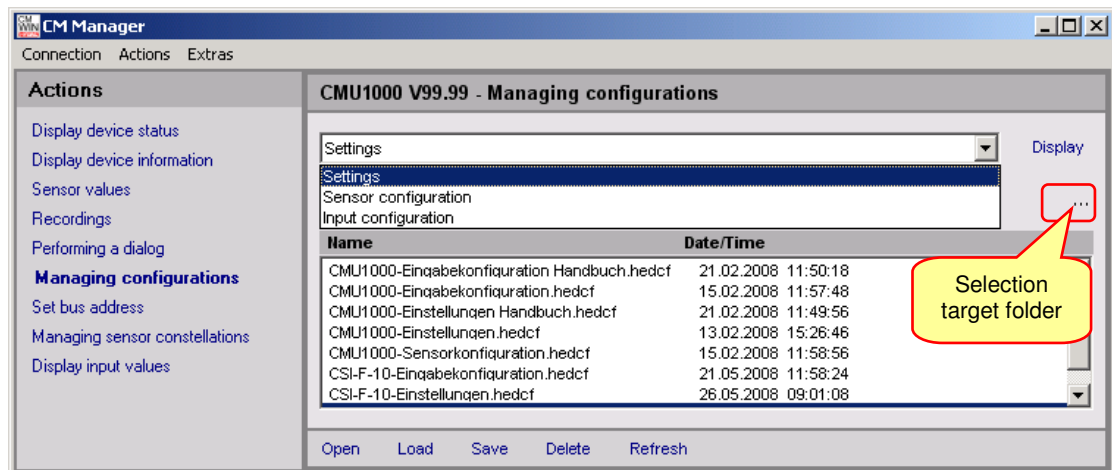 CM Manager
Connection Actions Extras
Actions
Display device status
Display device information
Sensor values
Recordings
Performing a dialog
Managing configurations
Set bus address
Managing sensor constellations
Display input values
CMU1000 V99.99 - Managing configurations
Settings
Display
Settings
Sensor configuration
Input configuration
...
Name Date/Time
CMU1000-Eingabekonfiguration Handbuch.hedcf 21.02.2008 11:50:18
CMU1000-Eingabekonfiguration.hedcf 15.02.2008 11:57:48
CMU1000-Einstellungen Handbuch.hedcf 21.02.2008 11:49:56
CMU1000-Einstellungen.hedcf 13.02.2008 15:26:46
CMU1000-Sensorkonfiguration.hedcf 15.02.2008 11:58:56
CSI-F-10-Eingabekonfiguration.hedcf 21.05.2008 11:58:24
CSI-F-10-Einstellungen.hedcf 26.05.2008 09:01:08
Selection
target folder
Open Load Save Delete Refresh